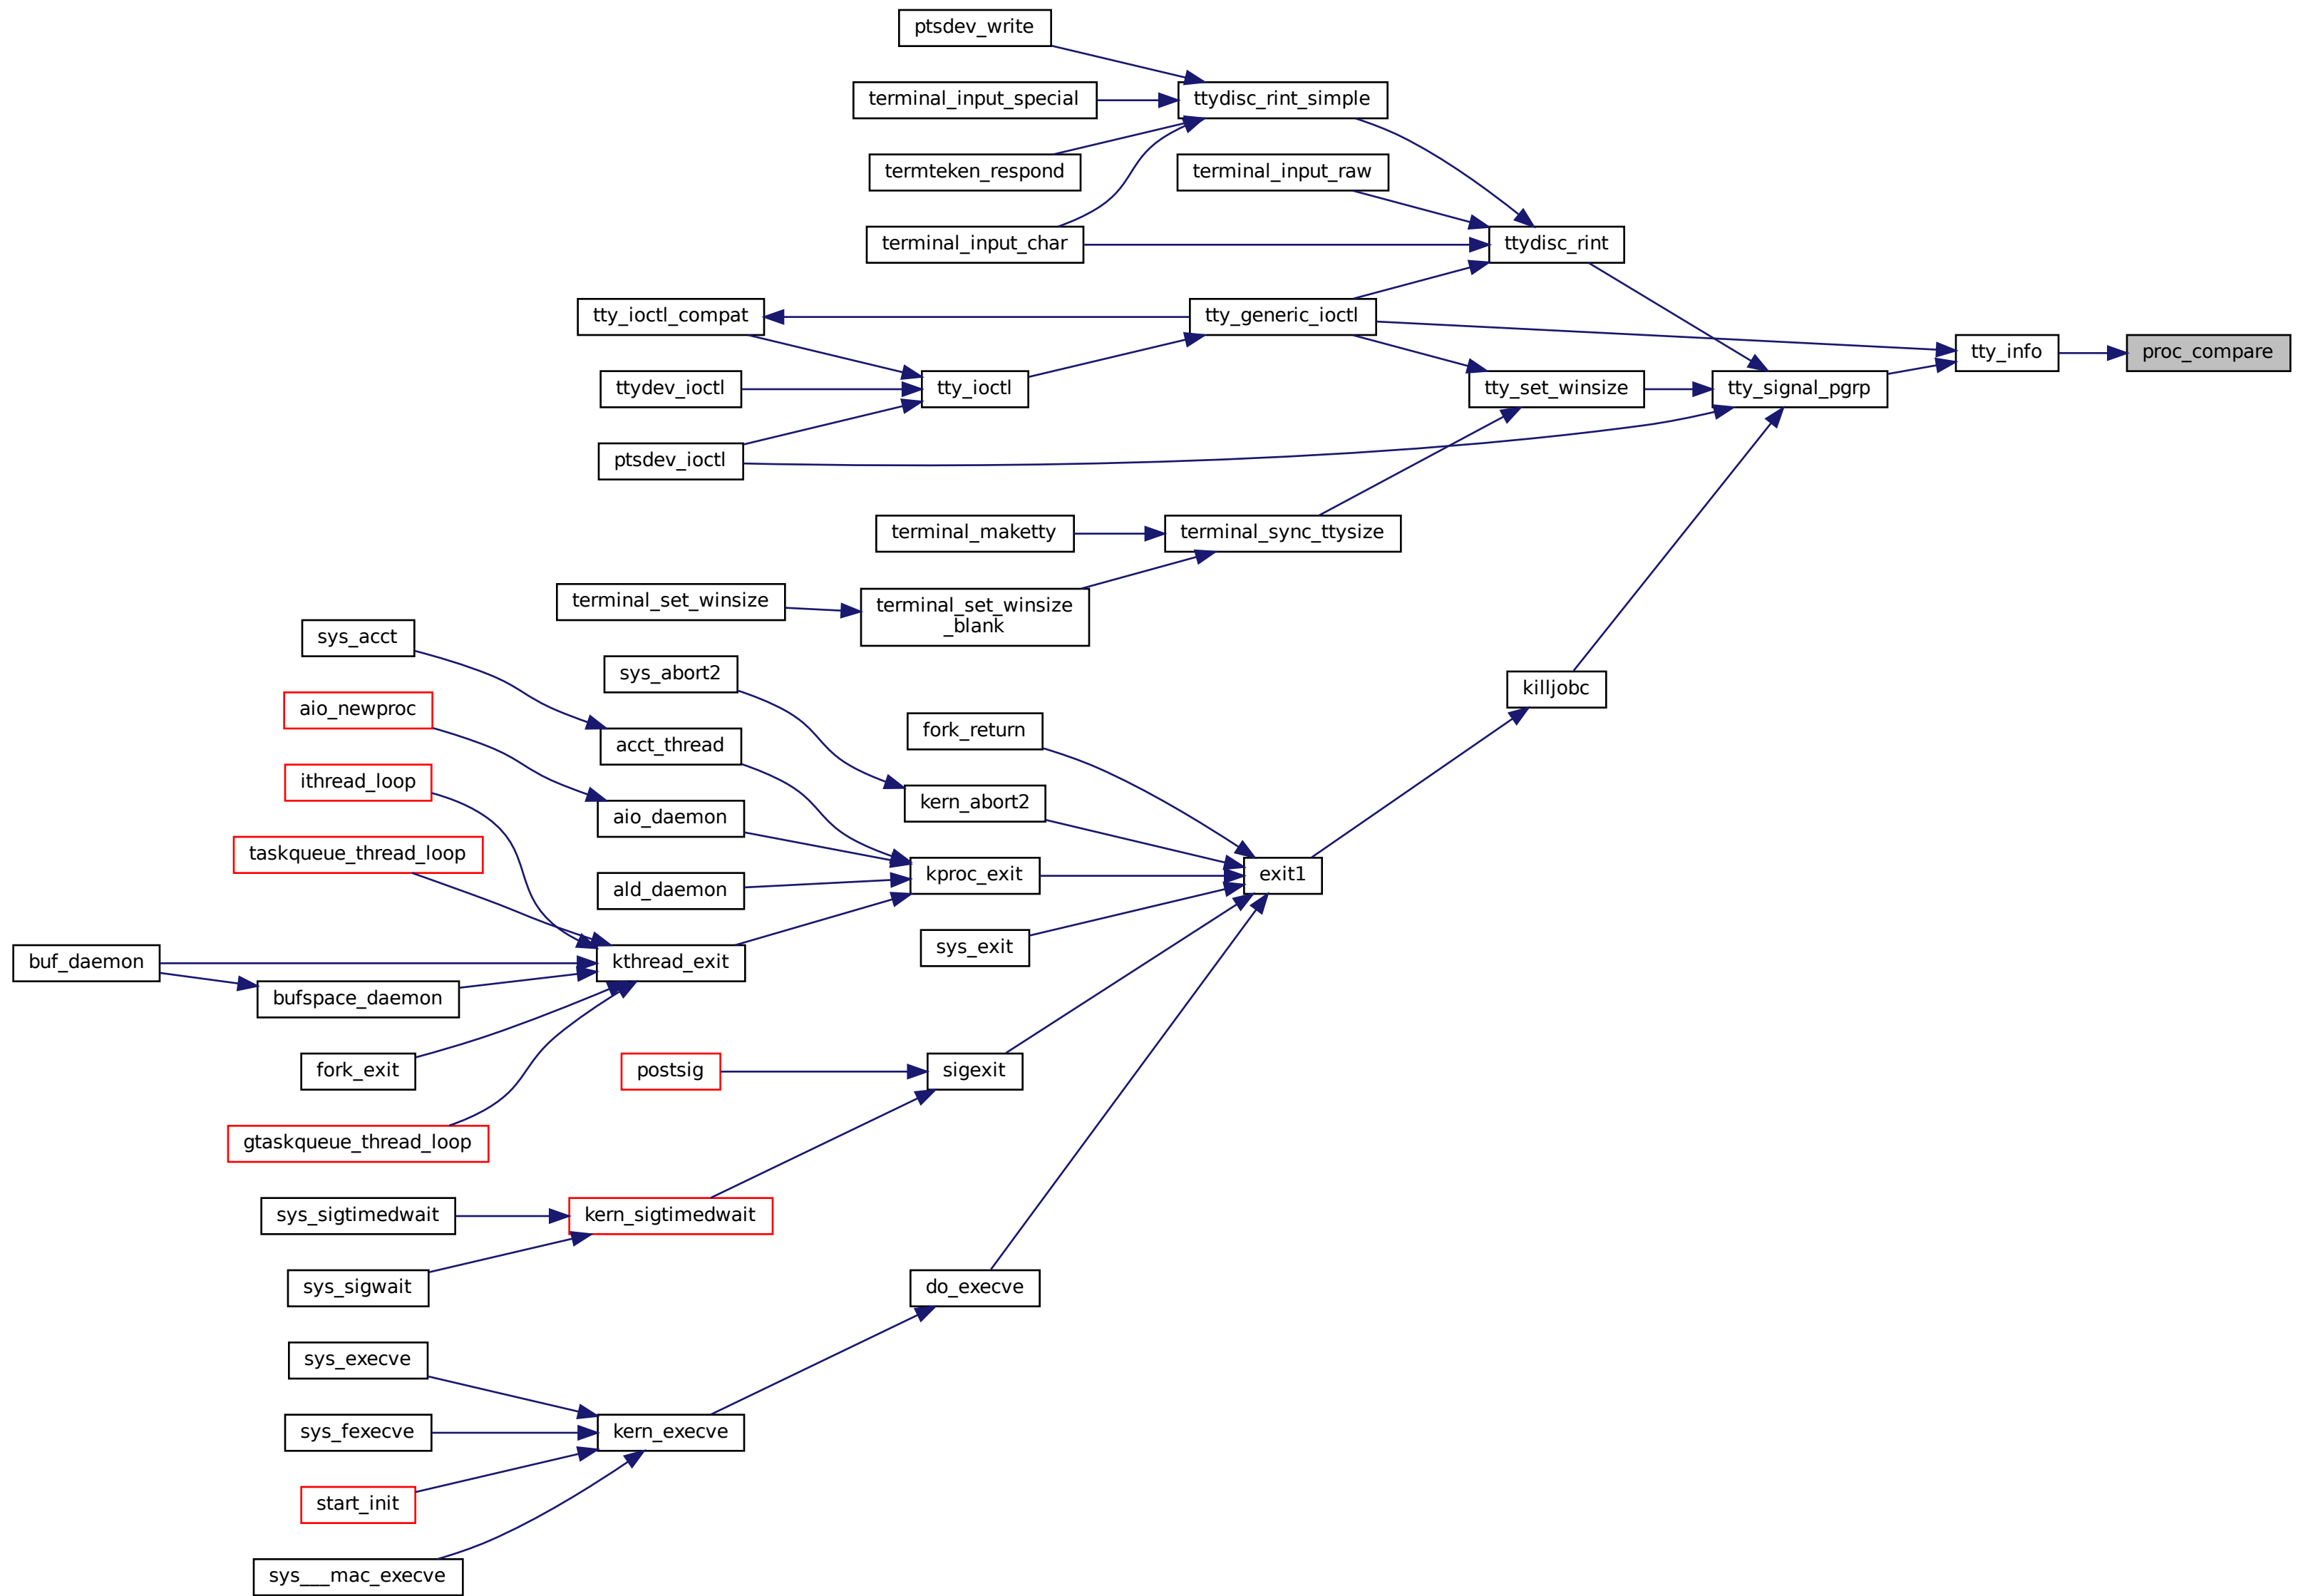 ptsdev_write
terminal_input_special
ttydisc_rint_simple
termteken_respond
terminal_input_raw
terminal_input_char
ttydisc_rint
tty_ioctl_compat
tty_generic_ioctl
tty_info
proc_compare
ttydev_ioctl
tty_ioctl
tty_set_winsize
tty_signal_pgrp
ptsdev_ioctl
terminal_maketty
terminal_sync_ttysize
terminal_set_winsize
terminal_set_winsize
_blank
sys_acct
sys_abort2
killjobc
aio_newproc
acct_thread
fork_return
ithread_loop
aio_daemon
kern_abort2
taskqueue_thread_loop
ald_daemon
kproc_exit
exit1
buf_daemon
kthread_exit
sys_exit
bufspace_daemon
fork_exit
postsig
sigexit
gtaskqueue_thread_loop
sys_sigtimedwait
kern_sigtimedwait
sys_sigwait
do_execve
sys_execve
sys_fexecve
kern_execve
start_init
sys___mac_execve